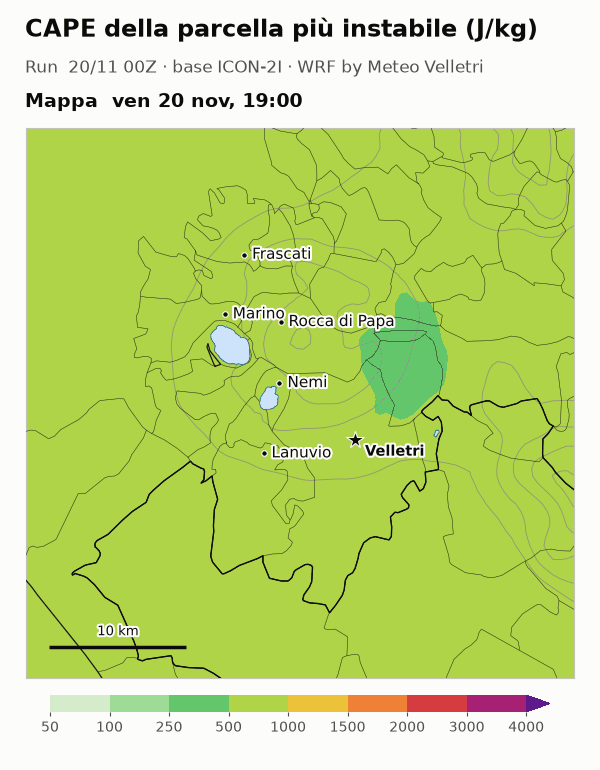 CAPE della parcella più instabile (J/kg)
Run  20/11 00Z · base ICON-2I · WRF by Meteo Velletri
Mappa  ven 20 nov, 19:00
Frascati
Marino
Rocca di Papa
Nemi
Velletri
Lanuvio
10 km
50 100 250 500 1000 1500 2000 3000 4000